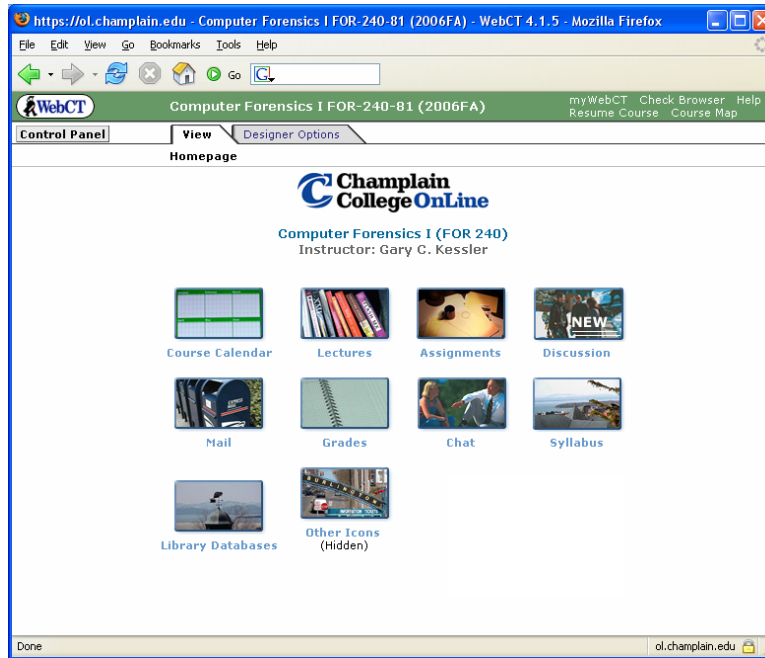 https://ol.champlain.edu - Computer Forensics I FOR-240-81 (2006FA) - WebCT 4.1.5 - Mozilla Firefox
File Edit View Go Bookmarks Tools Help
Go G
WebCT Computer Forensics I FOR-240-81 (2006FA) myWebCT Check Browser Help
Resume Course Course Map
Control Panel View Designer Options
Homepage
Champlain
College OnLine
Computer Forensics I (FOR 240)
Instructor: Gary C. Kessler
NEW
Course Calendar Lectures Assignments Discussion
Mail Grades Chat Syllabus
BURLINGTON
Library Databases Other Icons
(Hidden)
Done ol.champlain.edu